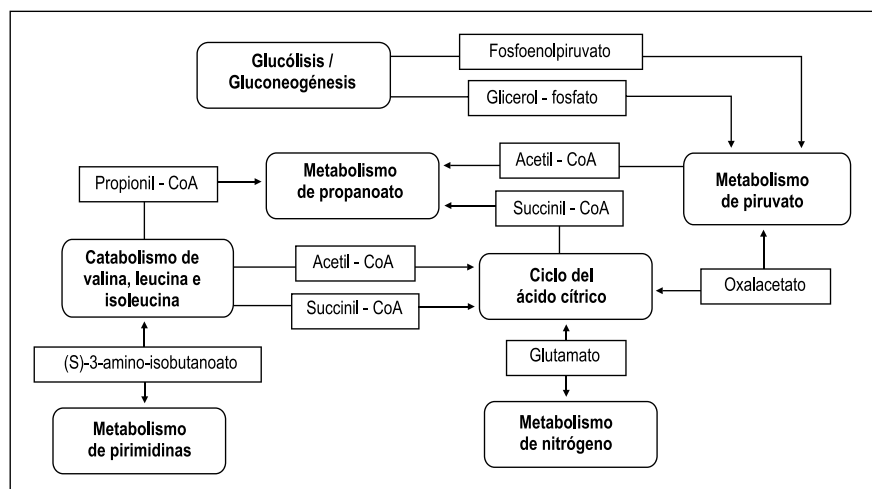 Glucólisis /
Gluconeogénesis
Fosfoenolpiruvato
Glicerol - fosfato
Propionil - CoA
Metabolismo
de propanoato
Acetil - CoA
Succinil - CoA
Metabolismo
de piruvato
Catabolismo de
valina, leucina e
isoleucina
Acetil - CoA
Succinil - CoA
Ciclo del
ácido cítrico
Oxalacetato
(S)-3-amino-isobutanoato
Glutamato
Metabolismo
de pirimidinas
Metabolismo
de nitrógeno